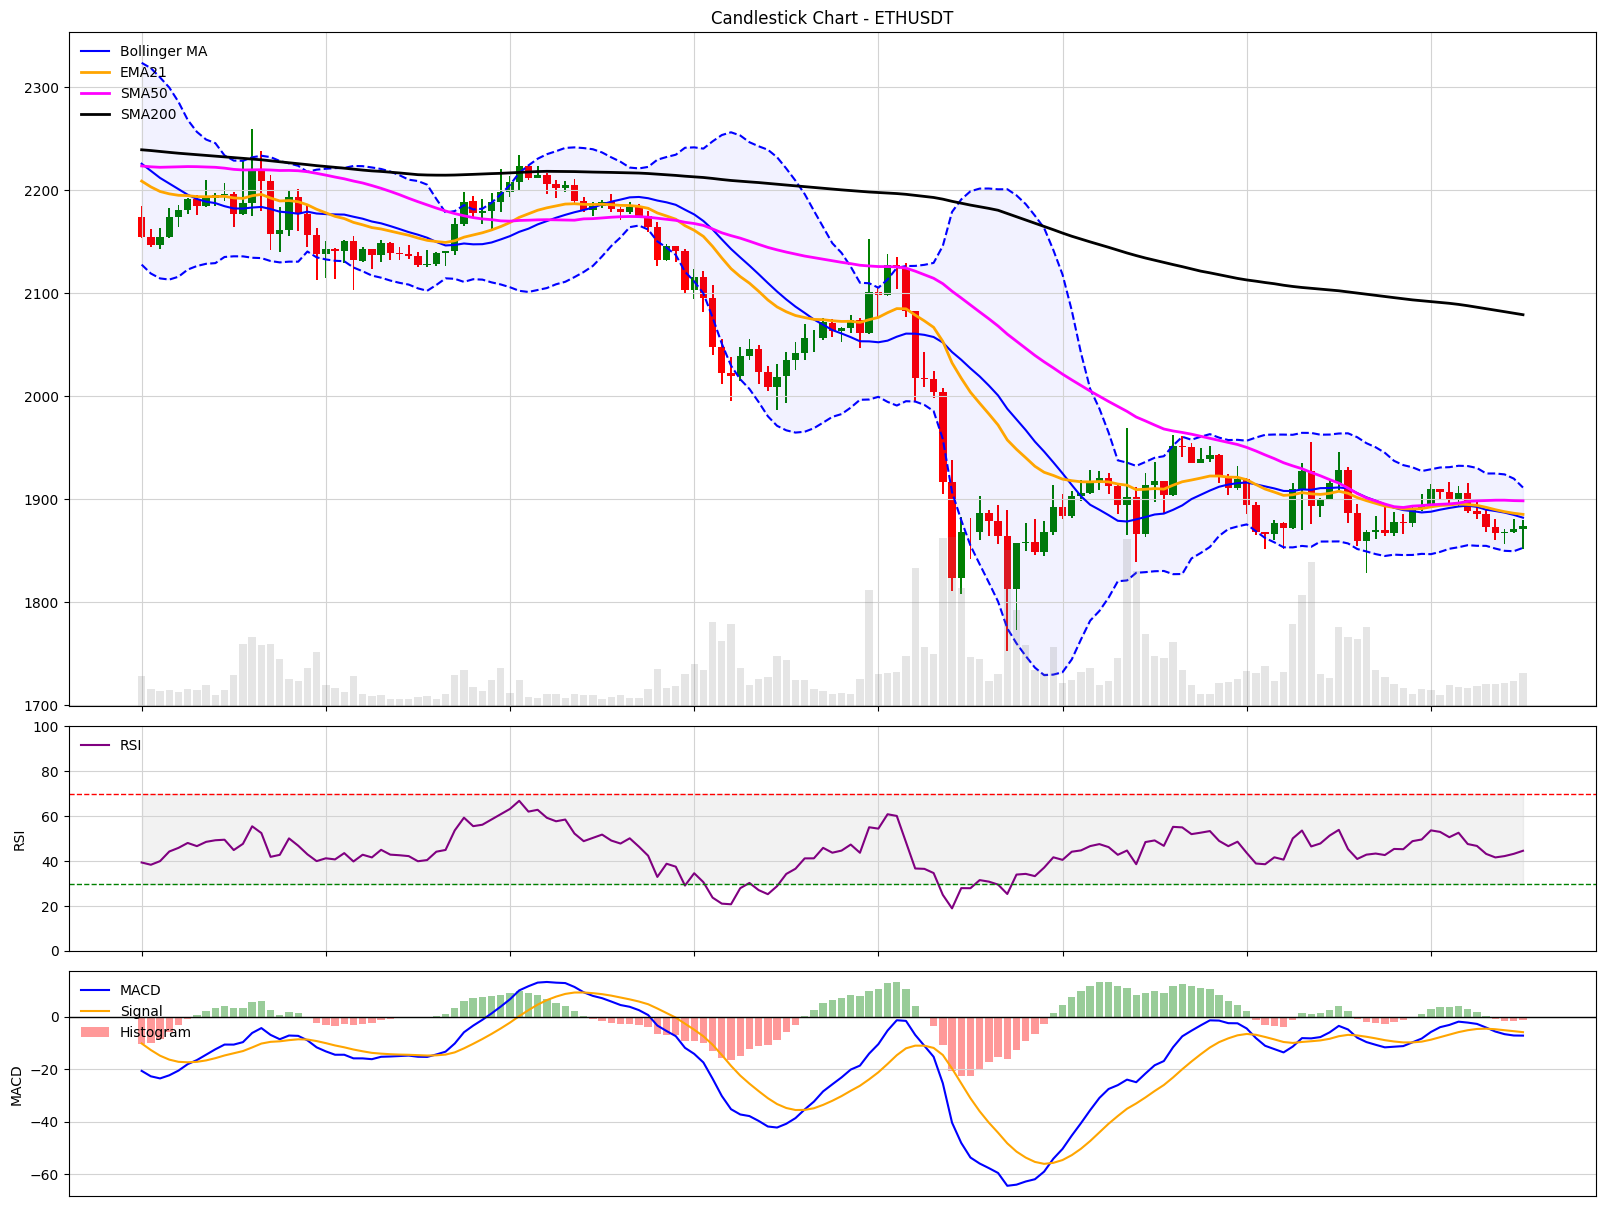 Candlestick Chart - ETHUSDT
Bollinger MA
EMA21
SMA50
SMA200
2300
2200
2100
2000
1900
1800
1700
RSI
RSI
100
80
60
40
20
0
MACD
Signal
Histogram
MACD
0
−20
−40
−60